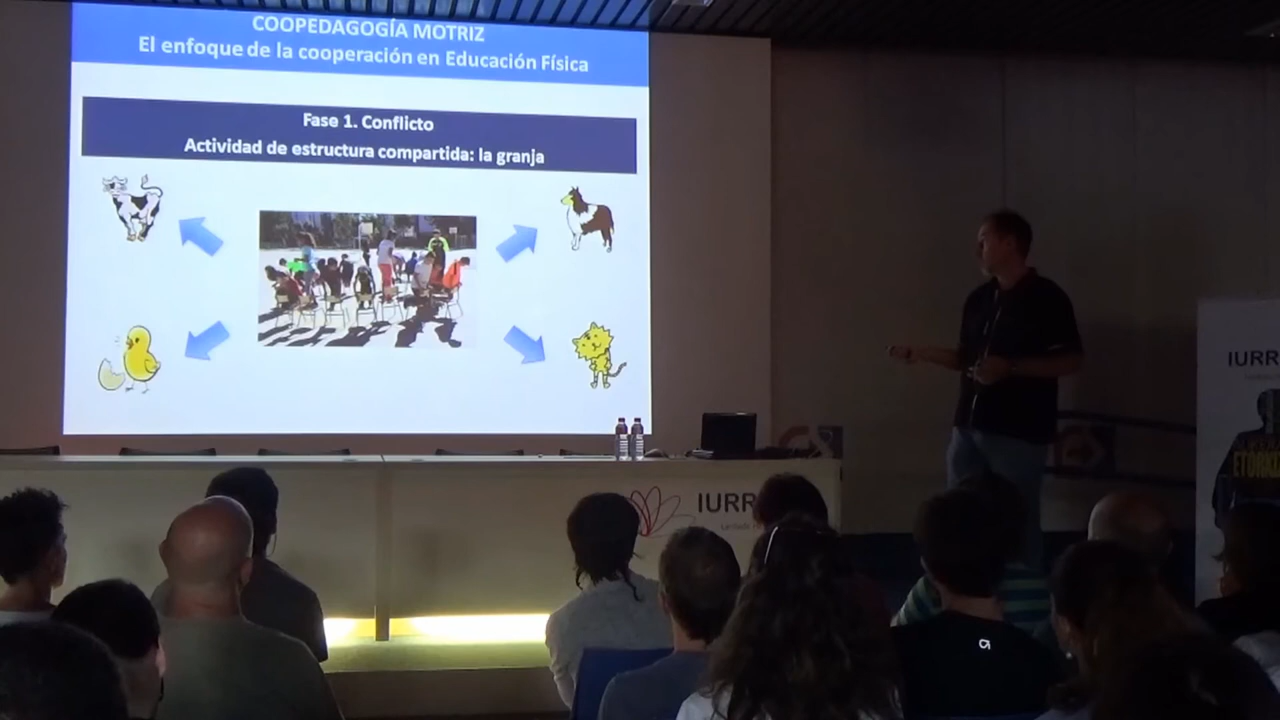 COOPEDAGOGÍA MOTRIZ
El enfoque de la cooperación en Educación Física
Fase 1. Conflicto
Actividad de estructura compartida: la granja
IURR
IURR